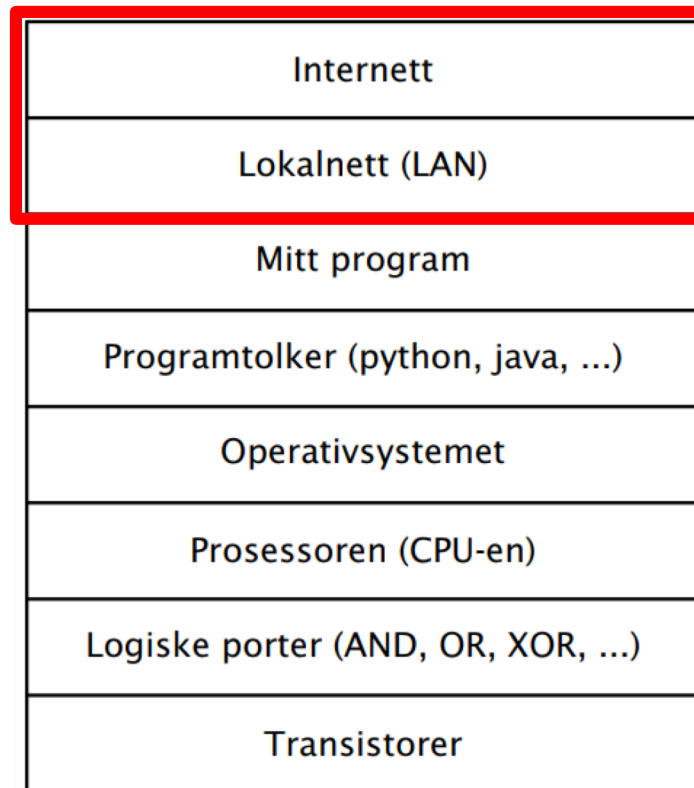 Internett
Lokalnett (LAN)
Mitt program
Programtolker (python, java, ...)
Operativsystemet
Prosessoren (CPU-en)
Logiske porter (AND, OR, XOR, ...)
Transistorer